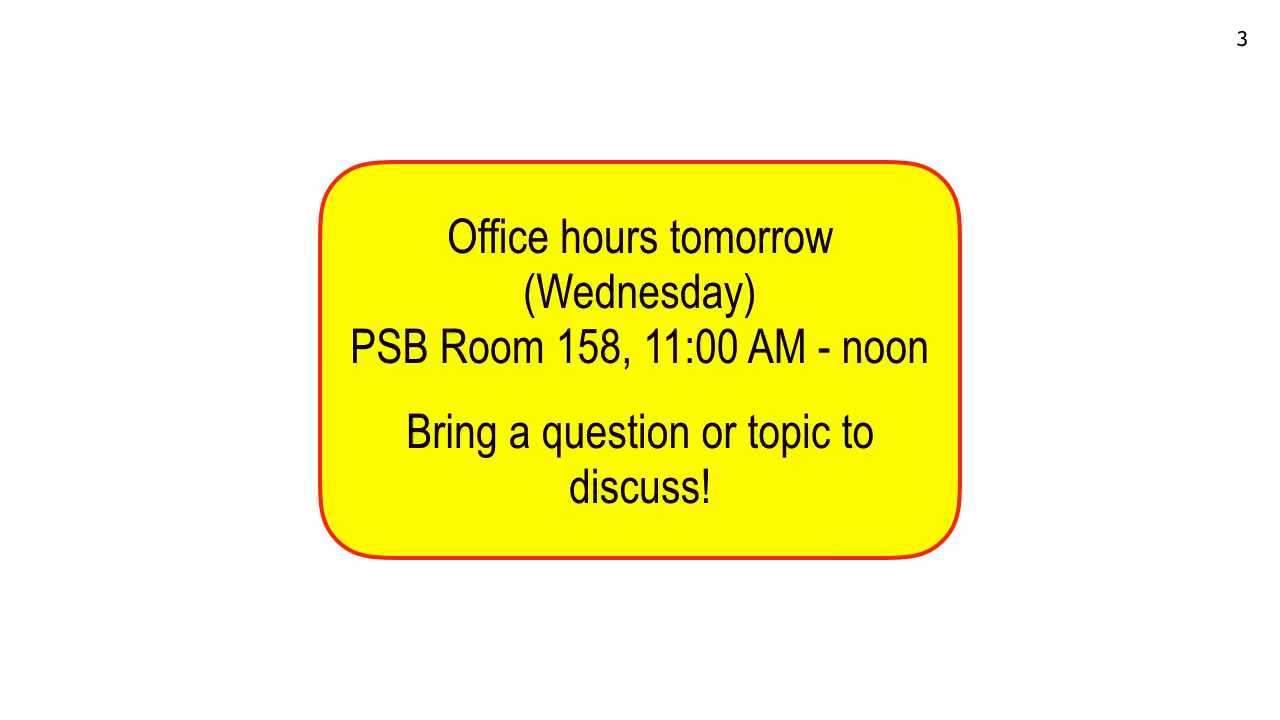 3
Office hours tomorrow
(Wednesday)
PSB Room 158, 11:00 AM - noon
Bring a question or topic to
discuss!